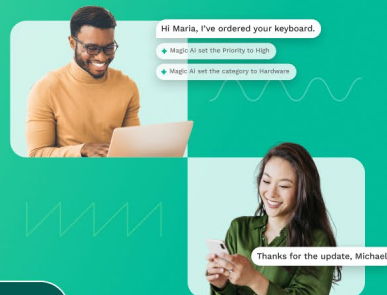 Hi Maria, I've ordered your keyboard.
Magic AI set the Priority to High
Magic AI set the category to Hardware
Thanks for the update, Michael